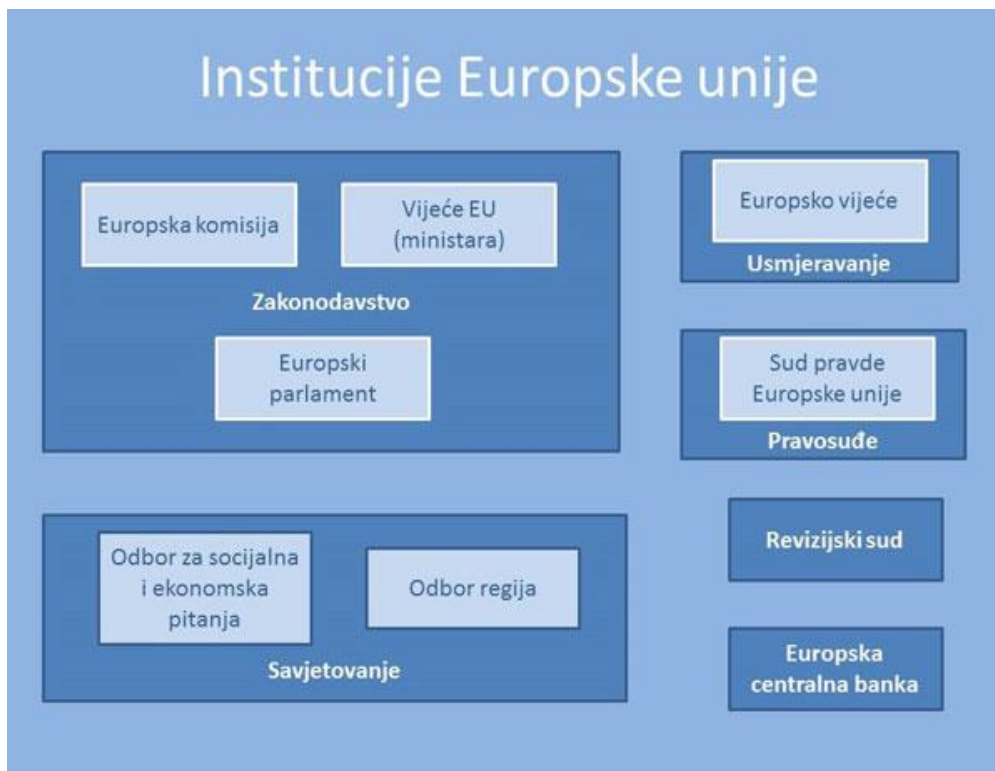 Institucije Europske unije
Europska komisija
Vijeće EU
(ministara)
Zakonodavstvo
Europski
parlament
Europsko vijeće
Usmjeravanje
Sud pravde
Europske unije
Pravosuđe
Odbor za socijalna
i ekonomska
pitanja
Odbor regija
Savjetovanje
Revizijski sud
Europska
centralna banka